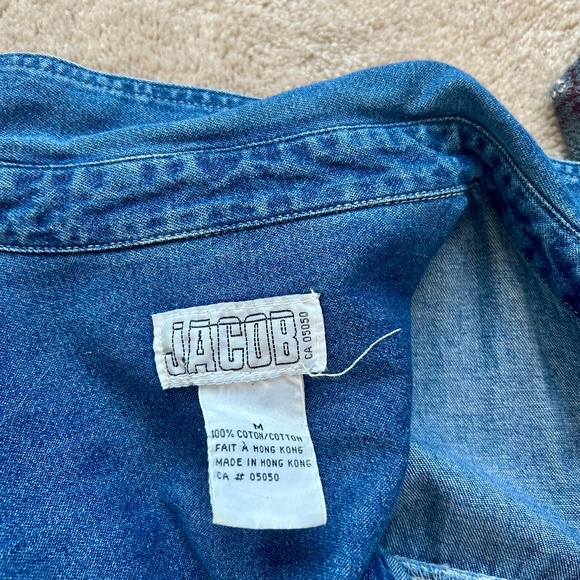 JACOB
CA 05050
M
100% COTON/COTTON
FAIT À HONG KONG
MADE IN HONG KONG
CA # 05050